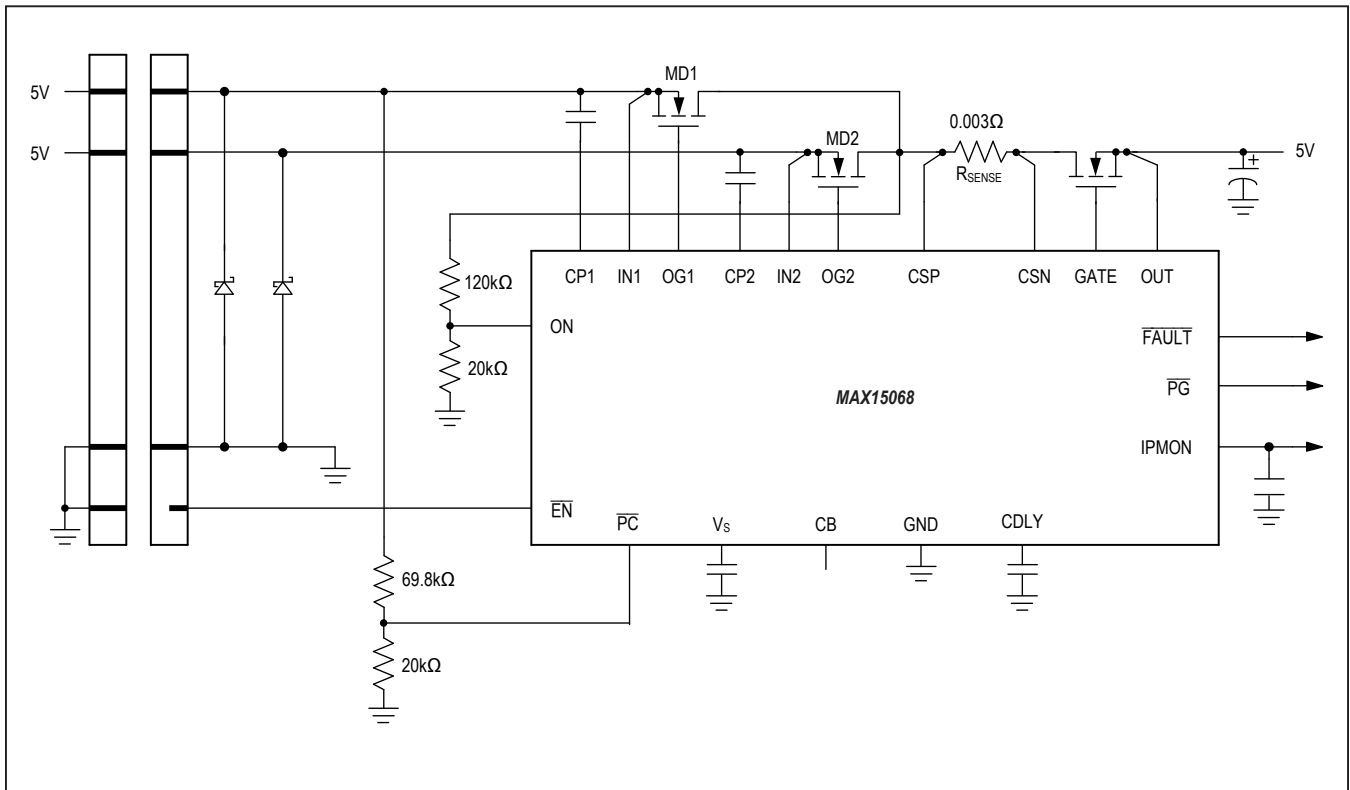 MD1
5V
0.003Ω
MD2
5V
5V
RSENSE
CP1 IN1 OG1 CP2 IN2 OG2 CSP CSN GATE OUT
120kΩ
ON
FAULT
20kΩ
PG
MAX15068
IPMON
EN
PC VS CB GND CDLY
69.8kΩ
20kΩ